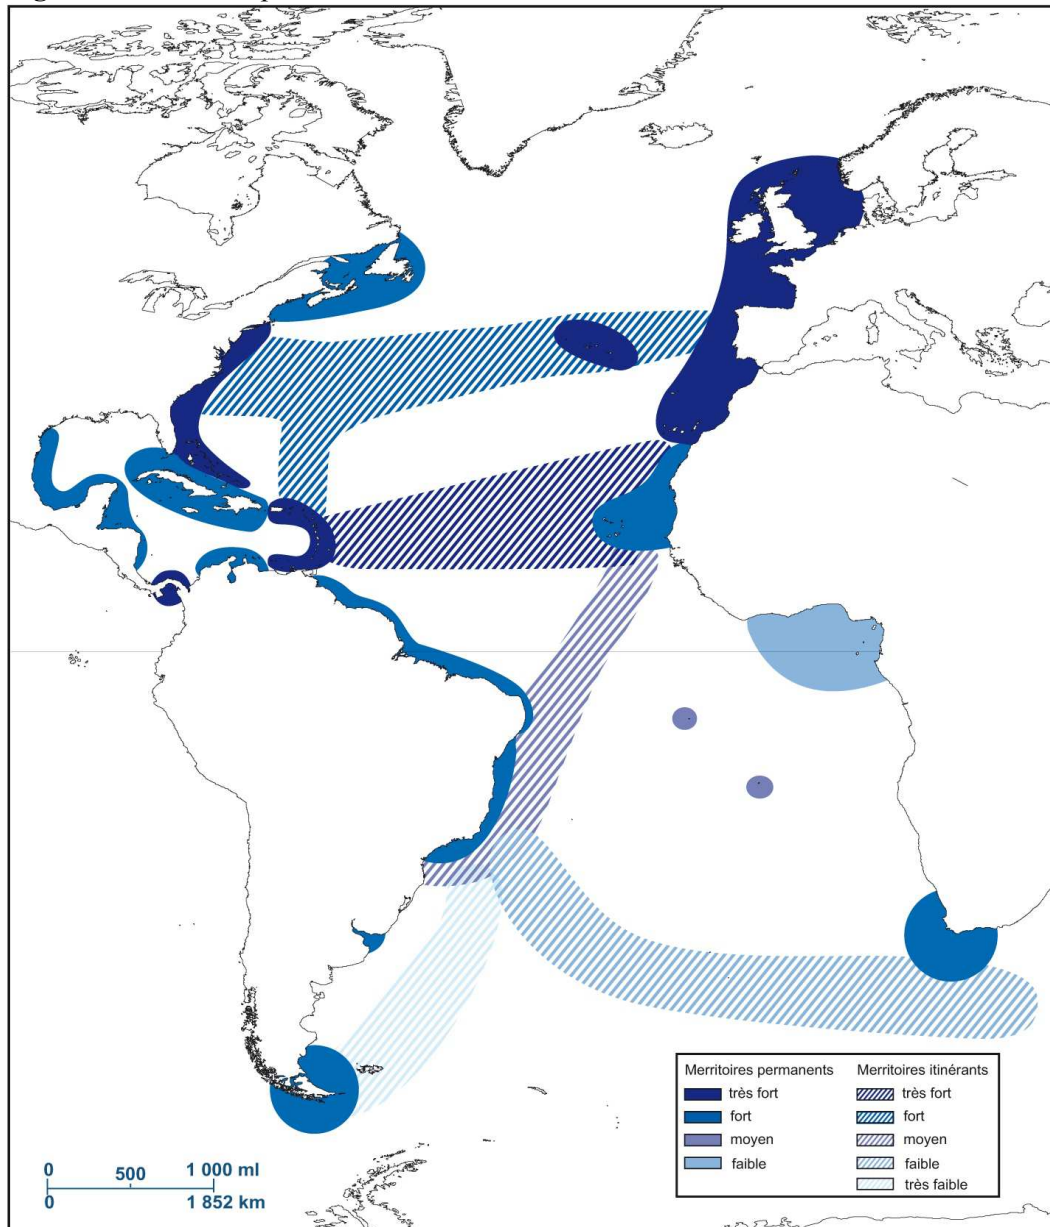 Merritoires permanents
très fort
fort
moyen
faible
Merritoires itinérants
très fort
fort
moyen
faible
très faible
0 500 1 000 ml
0 1 852 km